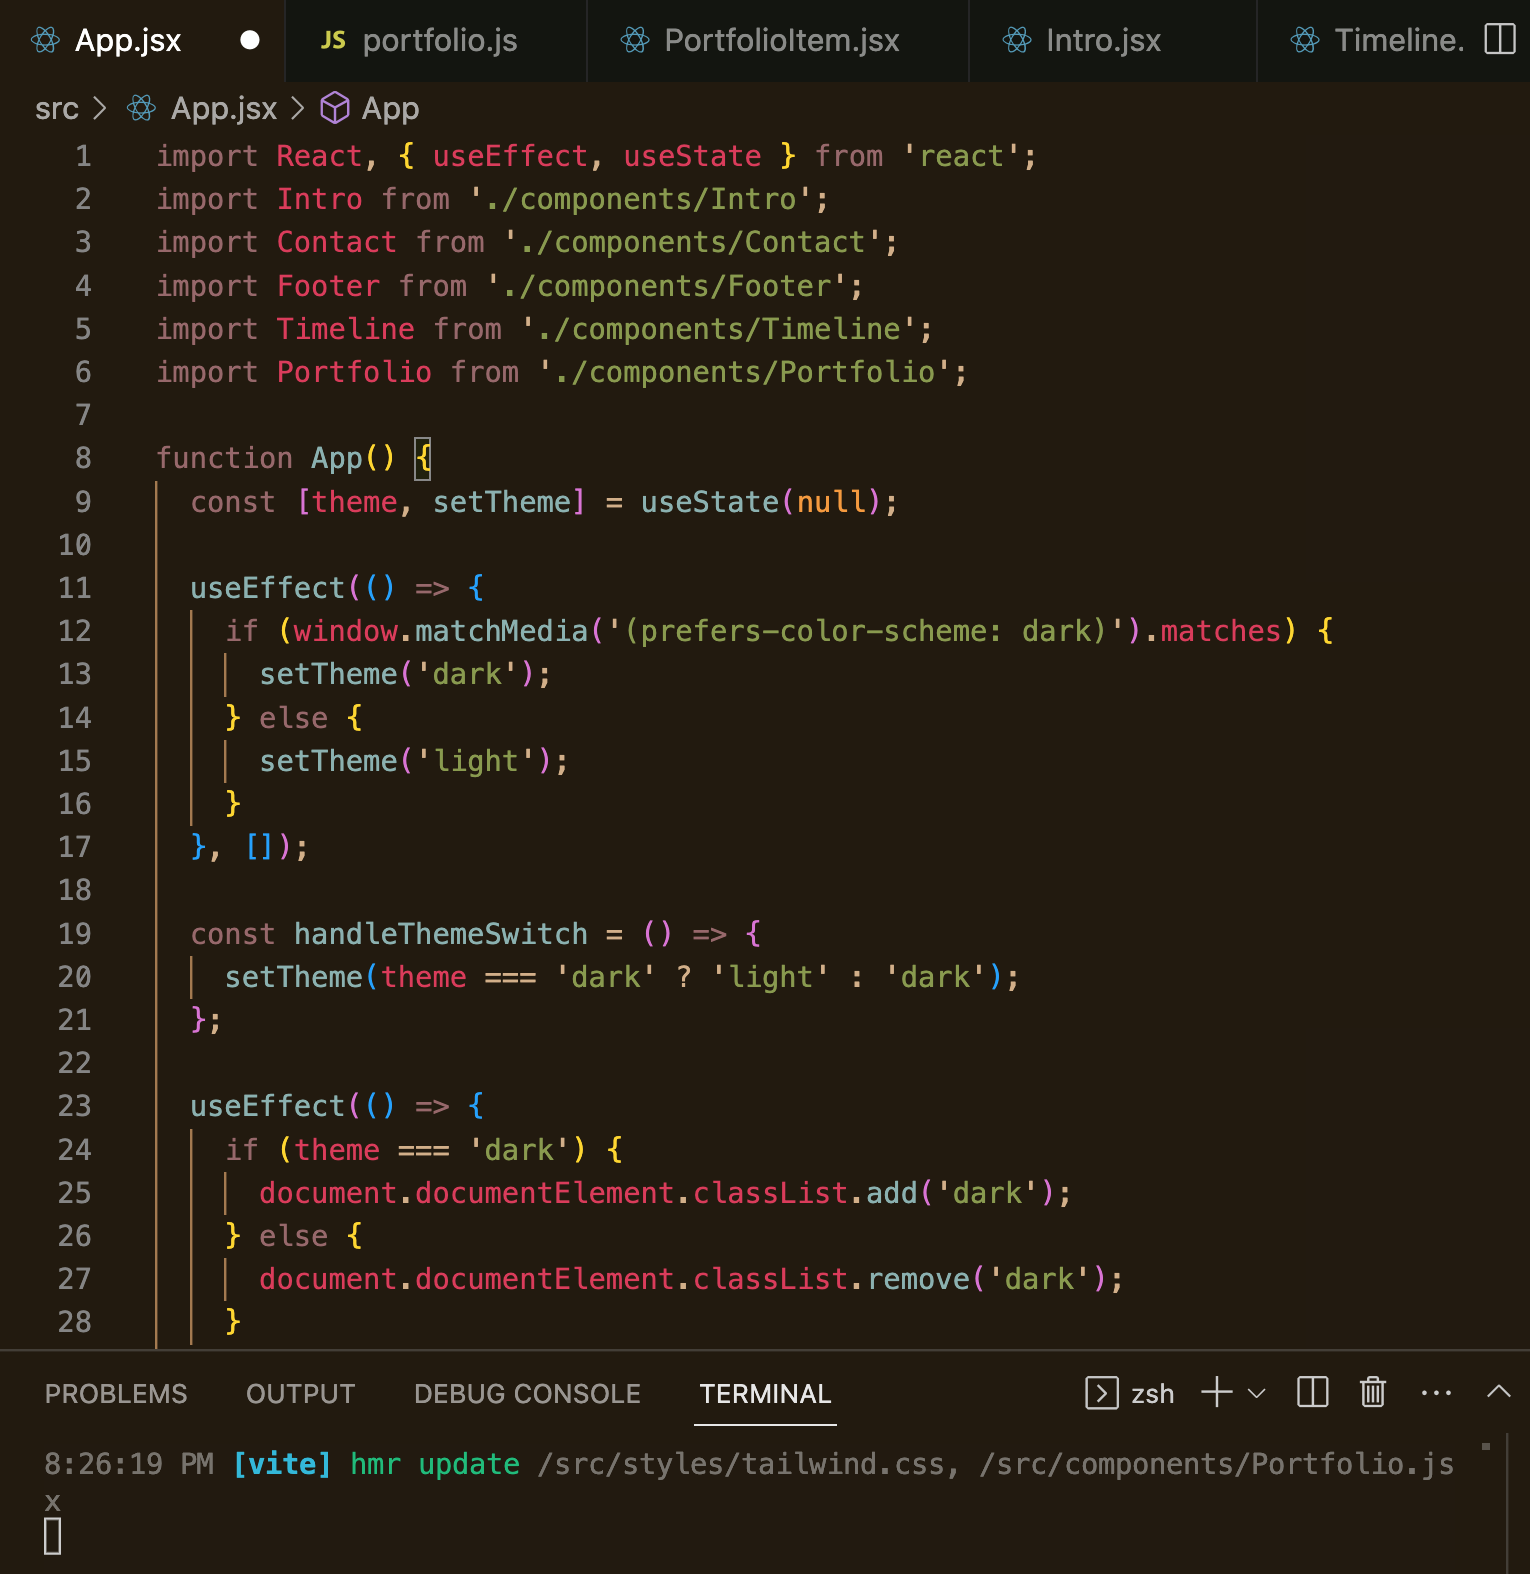 App.jsx JS portfolio.js PortfolioItem.jsx Intro.jsx Timeline.
src > App.jsx > App
1 import React, { useEffect, useState } from 'react';
2 import Intro from './components/Intro';
3 import Contact from './components/Contact';
4 import Footer from './components/Footer';
5 import Timeline from './components/Timeline';
6 import Portfolio from './components/Portfolio';
7
8 function App() {
9   const [theme, setTheme] = useState(null);
10
11   useEffect(() => {
12     if (window.matchMedia('(prefers-color-scheme: dark)').matches) {
13       setTheme('dark');
14     } else {
15       setTheme('light');
16     }
17   }, []);
18
19   const handleThemeSwitch = () => {
20     setTheme(theme === 'dark' ? 'light' : 'dark');
21   };
22
23   useEffect(() => {
24     if (theme === 'dark') {
25       document.documentElement.classList.add('dark');
26     } else {
27       document.documentElement.classList.remove('dark');
28     }
PROBLEMS OUTPUT DEBUG CONSOLE TERMINAL zsh
8:26:19 PM [vite] hmr update /src/styles/tailwind.css, /src/components/Portfolio.js
x